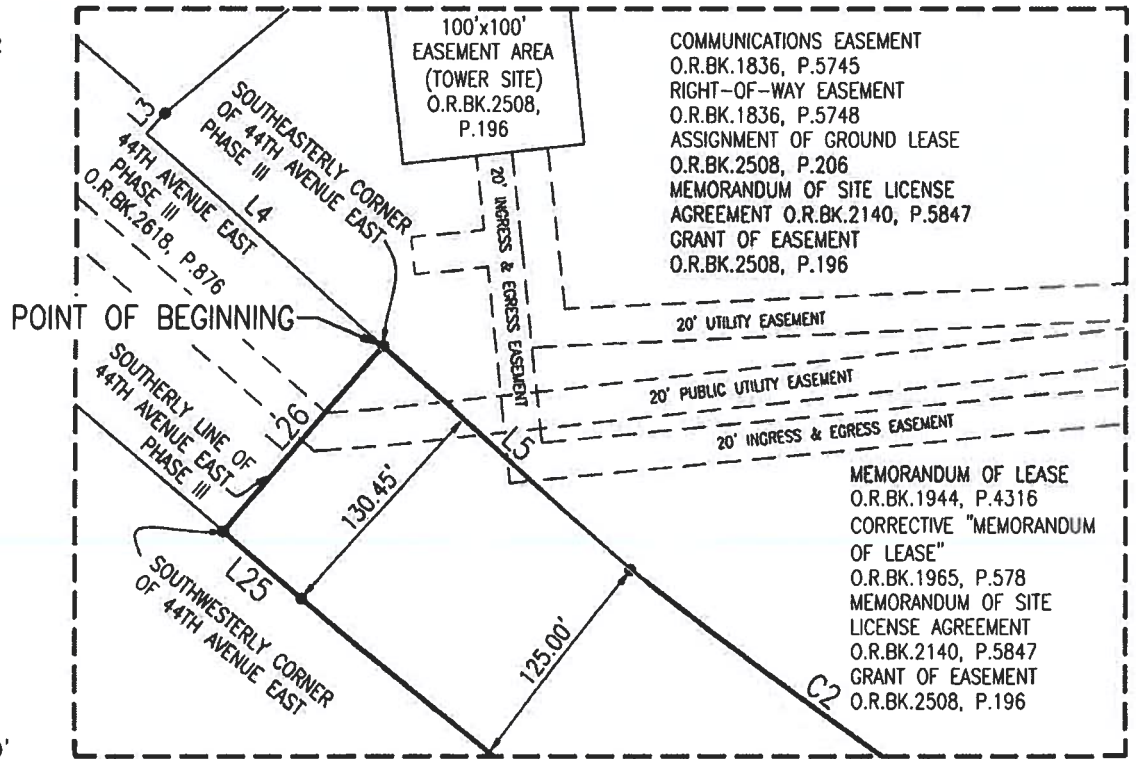 100'x100'
EASEMENT AREA
(TOWER SITE)
O.R.BK.2508,
P.196
COMMUNICATIONS EASEMENT
O.R.BK.1836, P.5745
RIGHT-OF-WAY EASEMENT
O.R.BK.1836, P.5748
ASSIGNMENT OF GROUND LEASE
O.R.BK.2508, P.206
MEMORANDUM OF SITE LICENSE
AGREEMENT O.R.BK.2140, P.5847
GRANT OF EASEMENT
O.R.BK.2508, P.196
SOUTHEASTERLY CORNER
OF 44TH AVENUE EAST
PHASE III
L3
L4
44TH AVENUE EAST
PHASE III
O.R.BK.2618, P.876
20' INGRESS & EGRESS EASEMENT
POINT OF BEGINNING
20' UTILITY EASEMENT
20' PUBLIC UTILITY EASEMENT
20' INGRESS & EGRESS EASEMENT
SOUTHERLY LINE OF
44TH AVENUE EAST
PHASE III
L26
L5
130.45'
L25
SOUTHWESTERLY CORNER
OF 44TH AVENUE EAST
125.00'
C2
MEMORANDUM OF LEASE
O.R.BK.1944, P.4316
CORRECTIVE "MEMORANDUM
OF LEASE"
O.R.BK.1965, P.578
MEMORANDUM OF SITE
LICENSE AGREEMENT
O.R.BK.2140, P.5847
GRANT OF EASEMENT
O.R.BK.2508, P.196